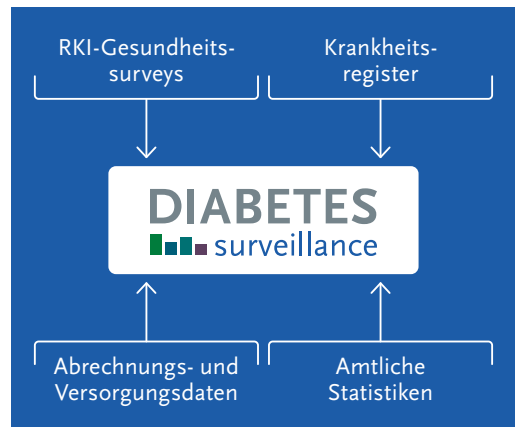 RKI-Gesundheits-
surveys
Krankheits-
register
DIABETES
surveillance
Abrechnungs- und
Versorgungsdaten
Amtliche
Statistiken